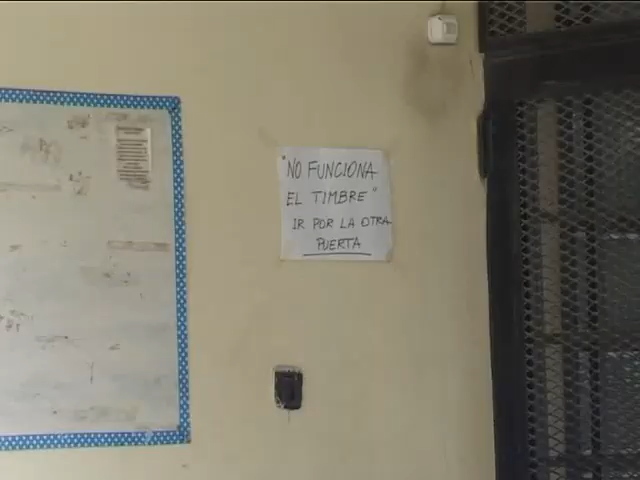 "NO FUNCIONA
EL TIMBRE"
IR POR LA OTRA
PUERTA